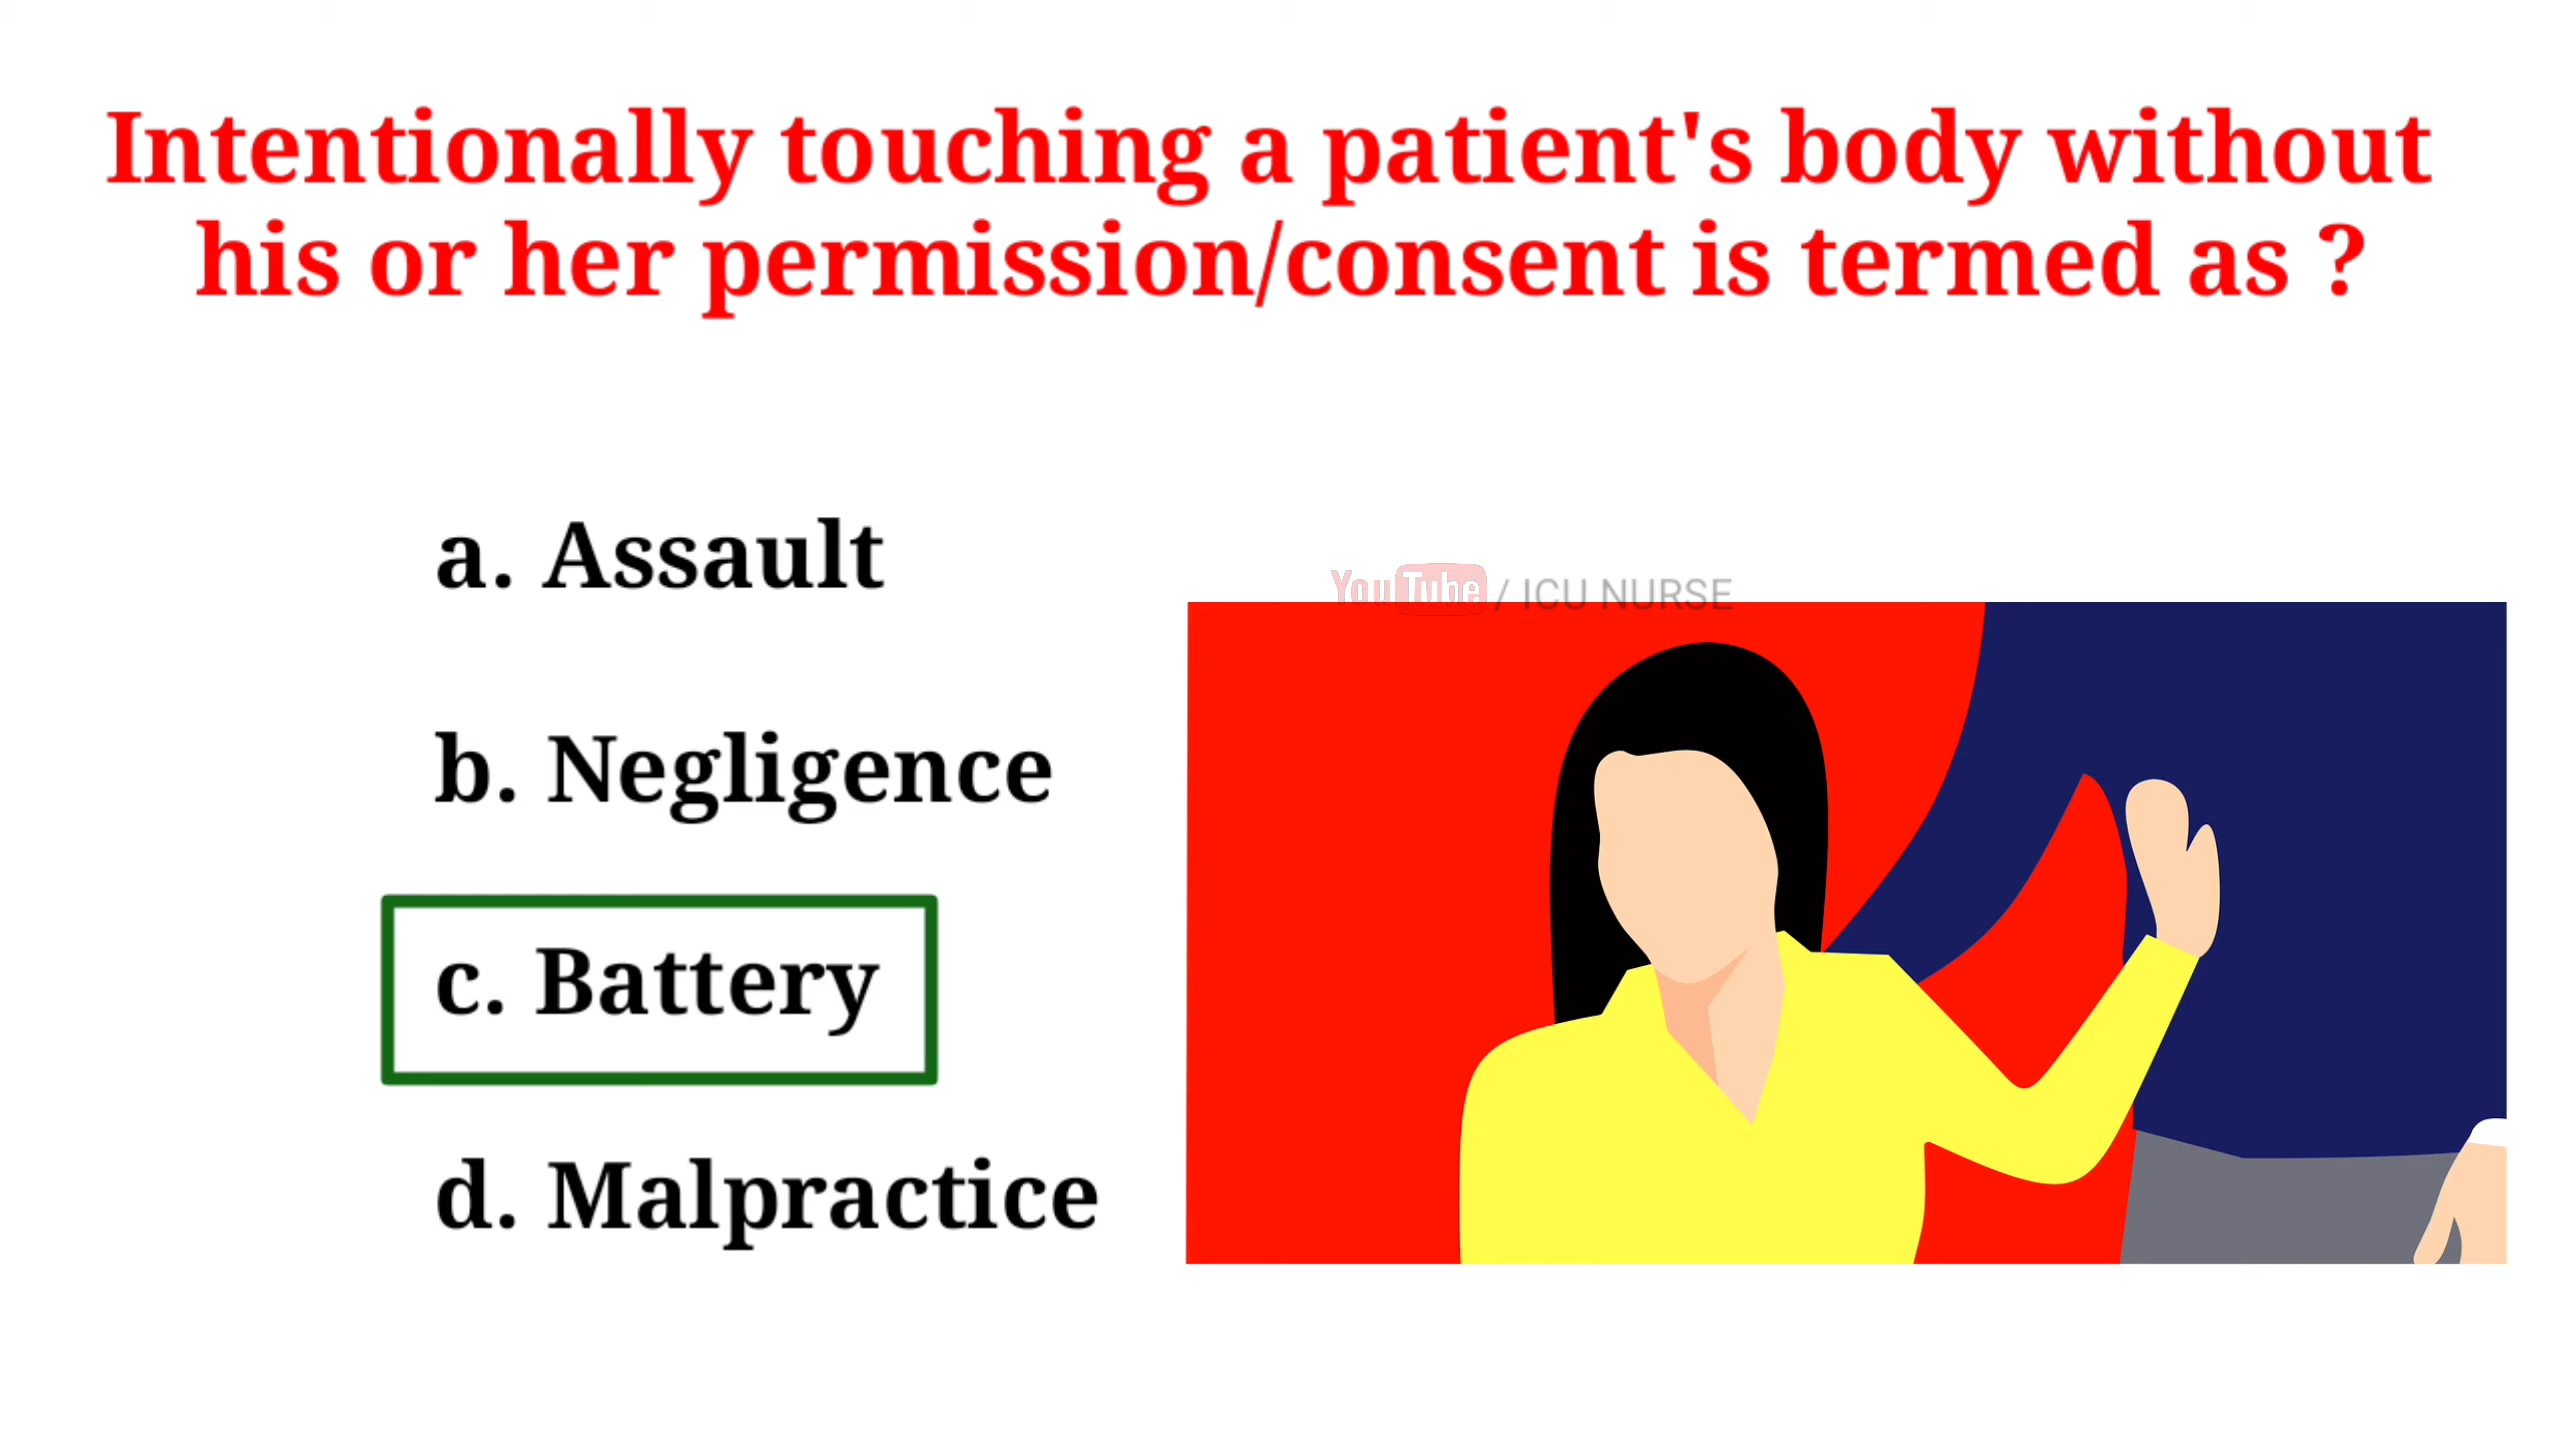 Intentionally touching a patient's body without
his or her permission/consent is termed as ?
a. Assault
YouTube / ICU NURSE
b. Negligence
c. Battery
d. Malpractice